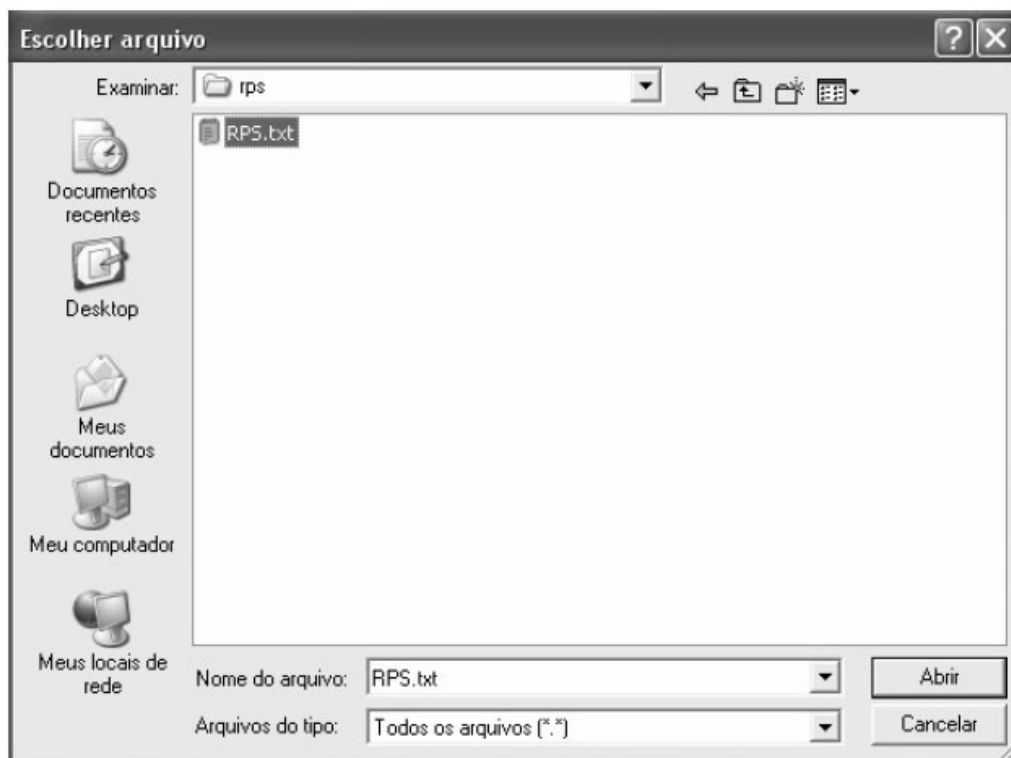 Escolher arquivo
Examinar:
rps
RPS.txt
Documentos
recentes
Desktop
Meus
documentos
Meu computador
Meus locais de
rede
Nome do arquivo:
RPS.txt
Abrir
Arquivos do tipo:
Todos os arquivos (*.*)
Cancelar